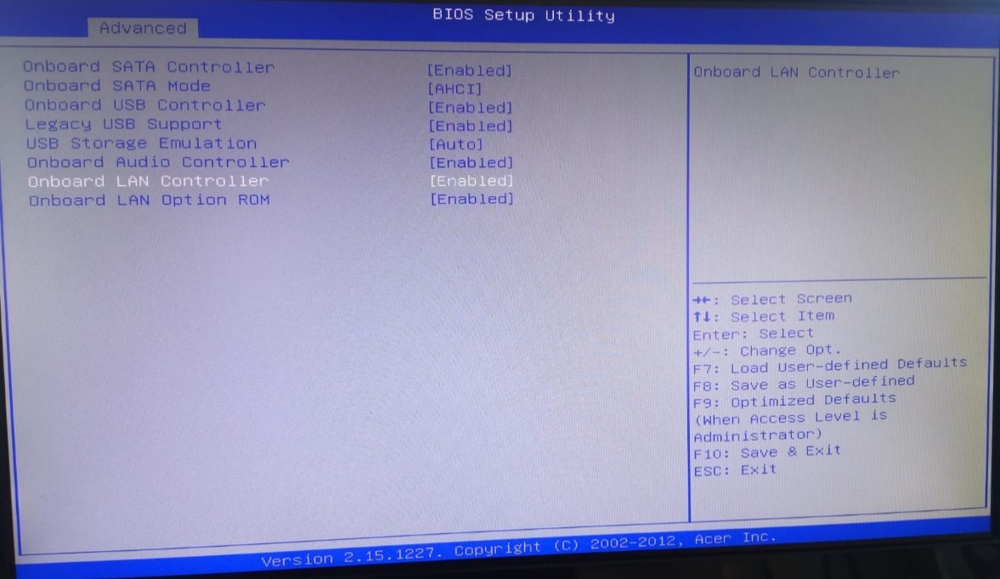 BIOS Setup Utility
Advanced
Onboard SATA Controller [Enabled]
Onboard SATA Mode [AHCI]
Onboard USB Controller [Enabled]
Legacy USB Support [Enabled]
USB Storage Emulation [Auto]
Onboard Audio Controller [Enabled]
Onboard LAN Controller [Enabled]
Onboard LAN Option ROM [Enabled]
Onboard LAN Controller
→←: Select Screen
↑↓: Select Item
Enter: Select
+/-: Change Opt.
F7: Load User-defined Defaults
F8: Save as User-defined
F9: Optimized Defaults
(When Access Level is
Administrator)
F10: Save & Exit
ESC: Exit
Version 2.15.1227. Copyright (C) 2002-2012, Acer Inc.